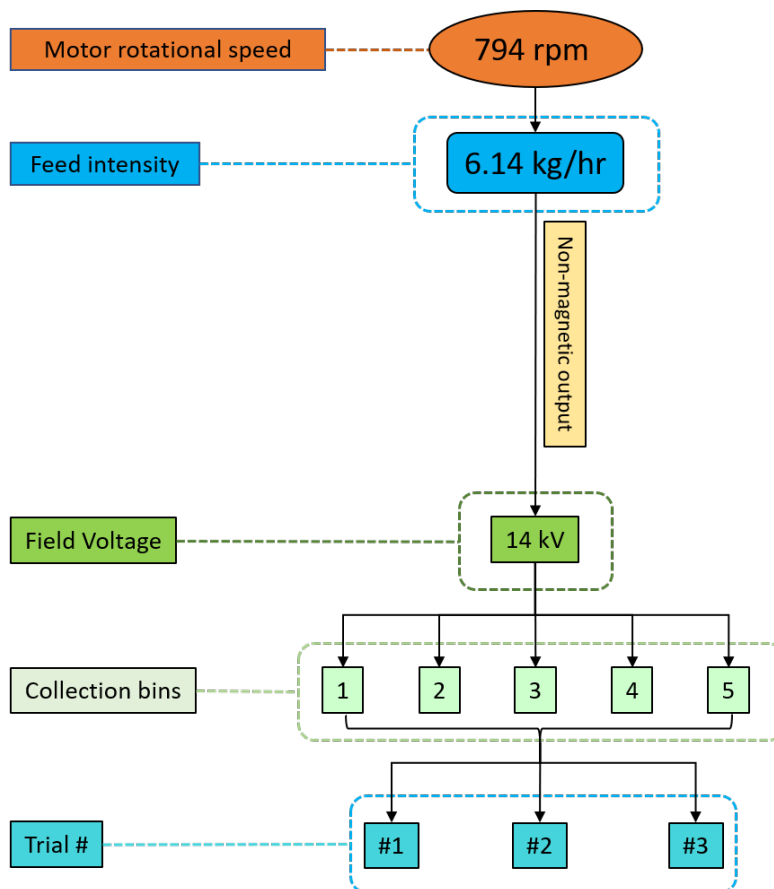 Motor rotational speed
794 rpm
Feed intensity
6.14 kg/hr
Non-magnetic output
Field Voltage
14 kV
Collection bins
1
2
3
4
5
Trial #
#1
#2
#3